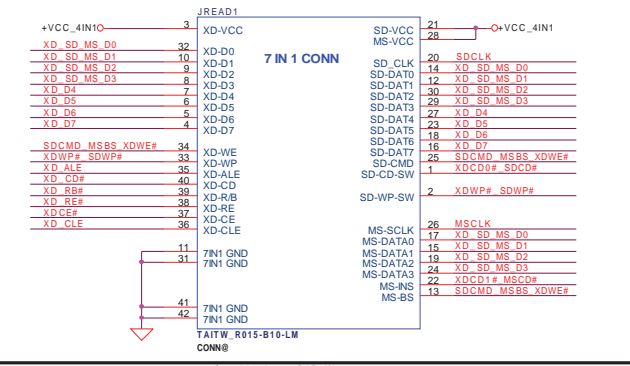 JREAD1
+VCC_4IN1 3 XD-VCC SD-VCC 21 +VCC_4IN1
MS-VCC 28
7 IN 1 CONN
XD_SD_MS_D0 32 XD-D0 SD_CLK 20 SDCLK
XD_SD_MS_D1 10 XD-D1 SD-DAT0 14 XD_SD_MS_D0
XD_SD_MS_D2 9 XD-D2 SD-DAT1 12 XD_SD_MS_D1
XD_SD_MS_D3 8 XD-D3 SD-DAT2 30 XD_SD_MS_D2
XD_D4 7 XD-D4 SD-DAT3 29 XD_SD_MS_D3
XD_D5 6 XD-D5 SD-DAT4 27 XD_D4
XD_D6 5 XD-D6 SD-DAT5 23 XD_D5
XD_D7 4 XD-D7 SD-DAT6 18 XD_D6
SD-DAT7 16 XD_D7
SDCMD_MSBS_XDWE# 34 XD-WE SD-CMD 25 SDCMD_MSBS_XDWE#
XDWP#_SDWP# 33 XD-WP SD-CD-SW 1 XDCD0#_SDCD#
XD_ALE 35 XD-ALE
XD_CD# 40 XD-CD
XD_RB# 39 XD-R/B SD-WP-SW 2 XDWP#_SDWP#
XD_RE# 38 XD-RE
XDCE# 37 XD-CE
XD_CLE 36 XD-CLE MS-SCLK 26 MSCLK
MS-DATA0 17 XD_SD_MS_D0
11 7IN1 GND MS-DATA1 15 XD_SD_MS_D1
31 7IN1 GND MS-DATA2 19 XD_SD_MS_D2
MS-DATA3 24 XD_SD_MS_D3
MS-INS 22 XDCD1#_MSCD#
MS-BS 13 SDCMD_MSBS_XDWE#
41 7IN1 GND
42 7IN1 GND
TAITW_R015-B10-LM
CONN@